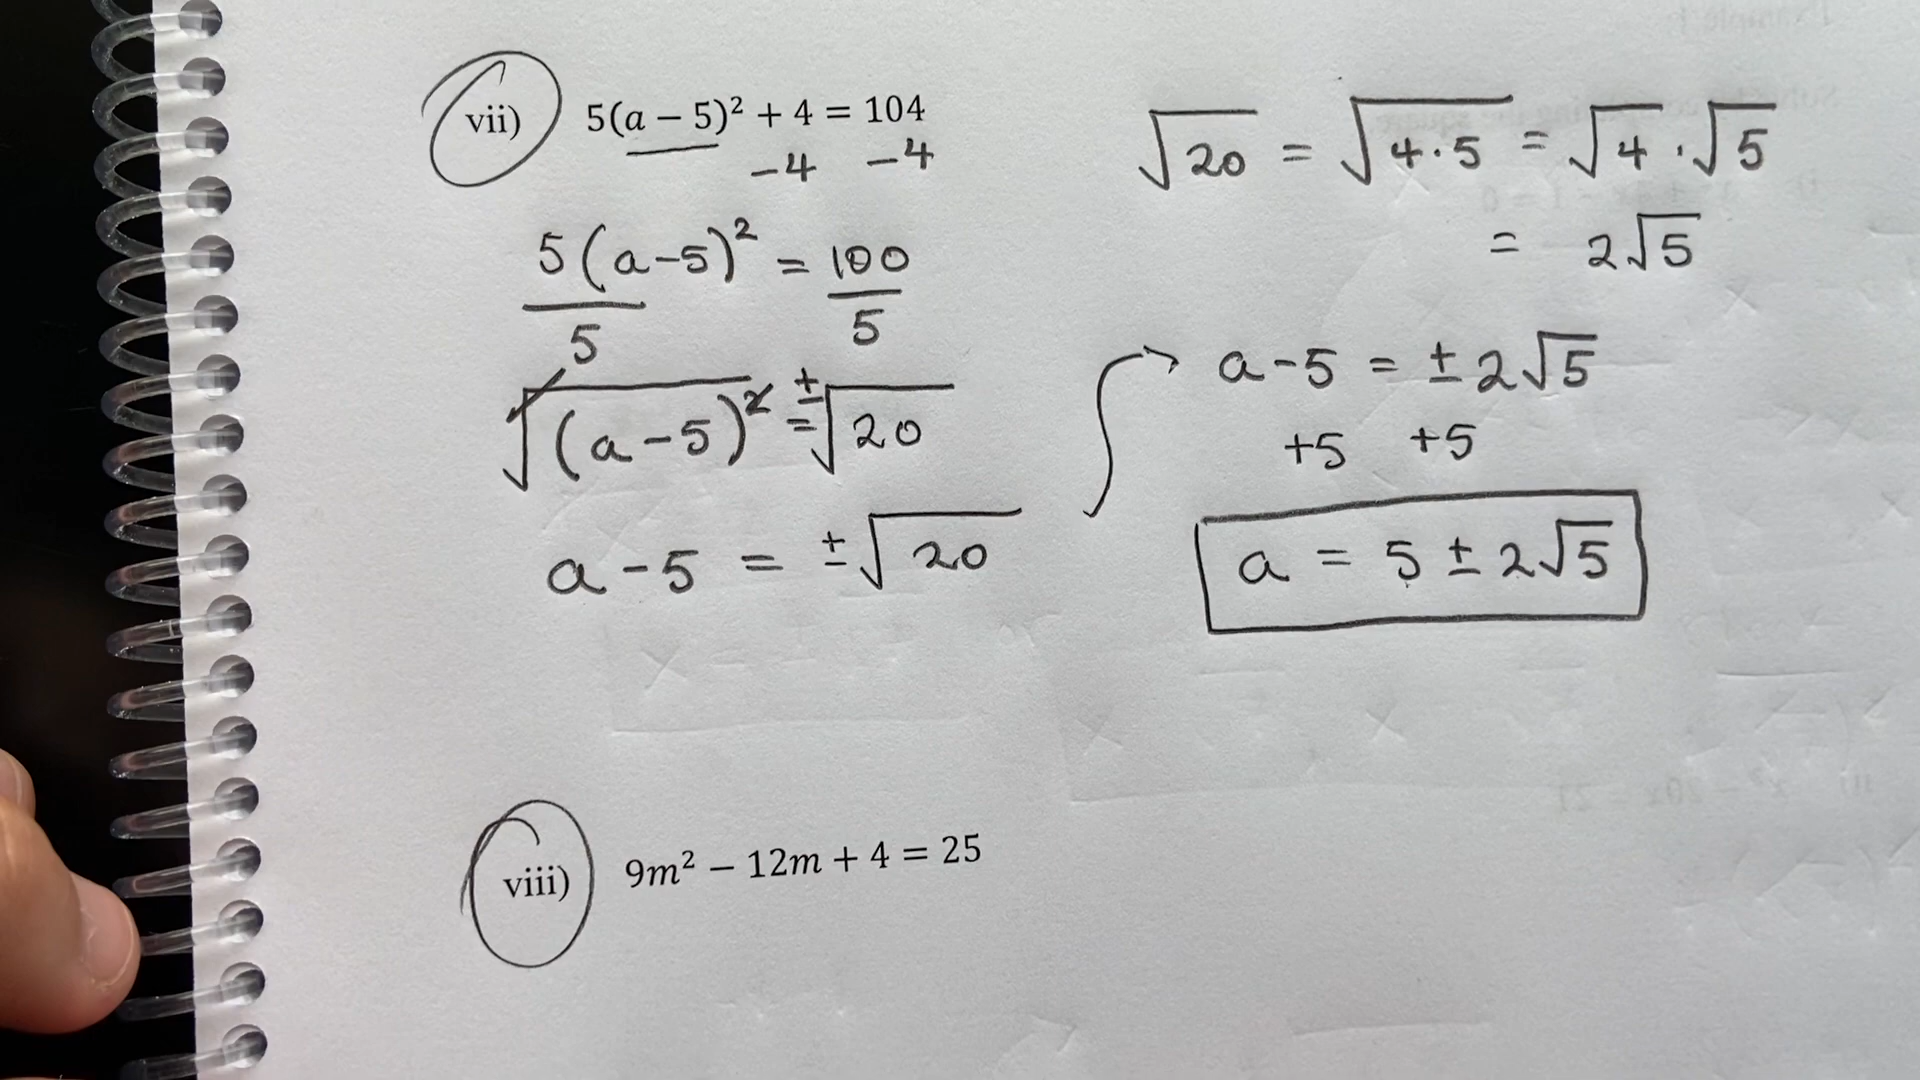 vii) 5(a − 5)² + 4 = 104
−4 −4
5(a−5)² = 100
5 5
√(a−5)² = ±√20
a − 5 = ±√20
√20 = √4·5 = √4 · √5
= 2√5
a − 5 = ± 2√5
+5 +5
a = 5 ± 2√5
viii) 9m² − 12m + 4 = 25